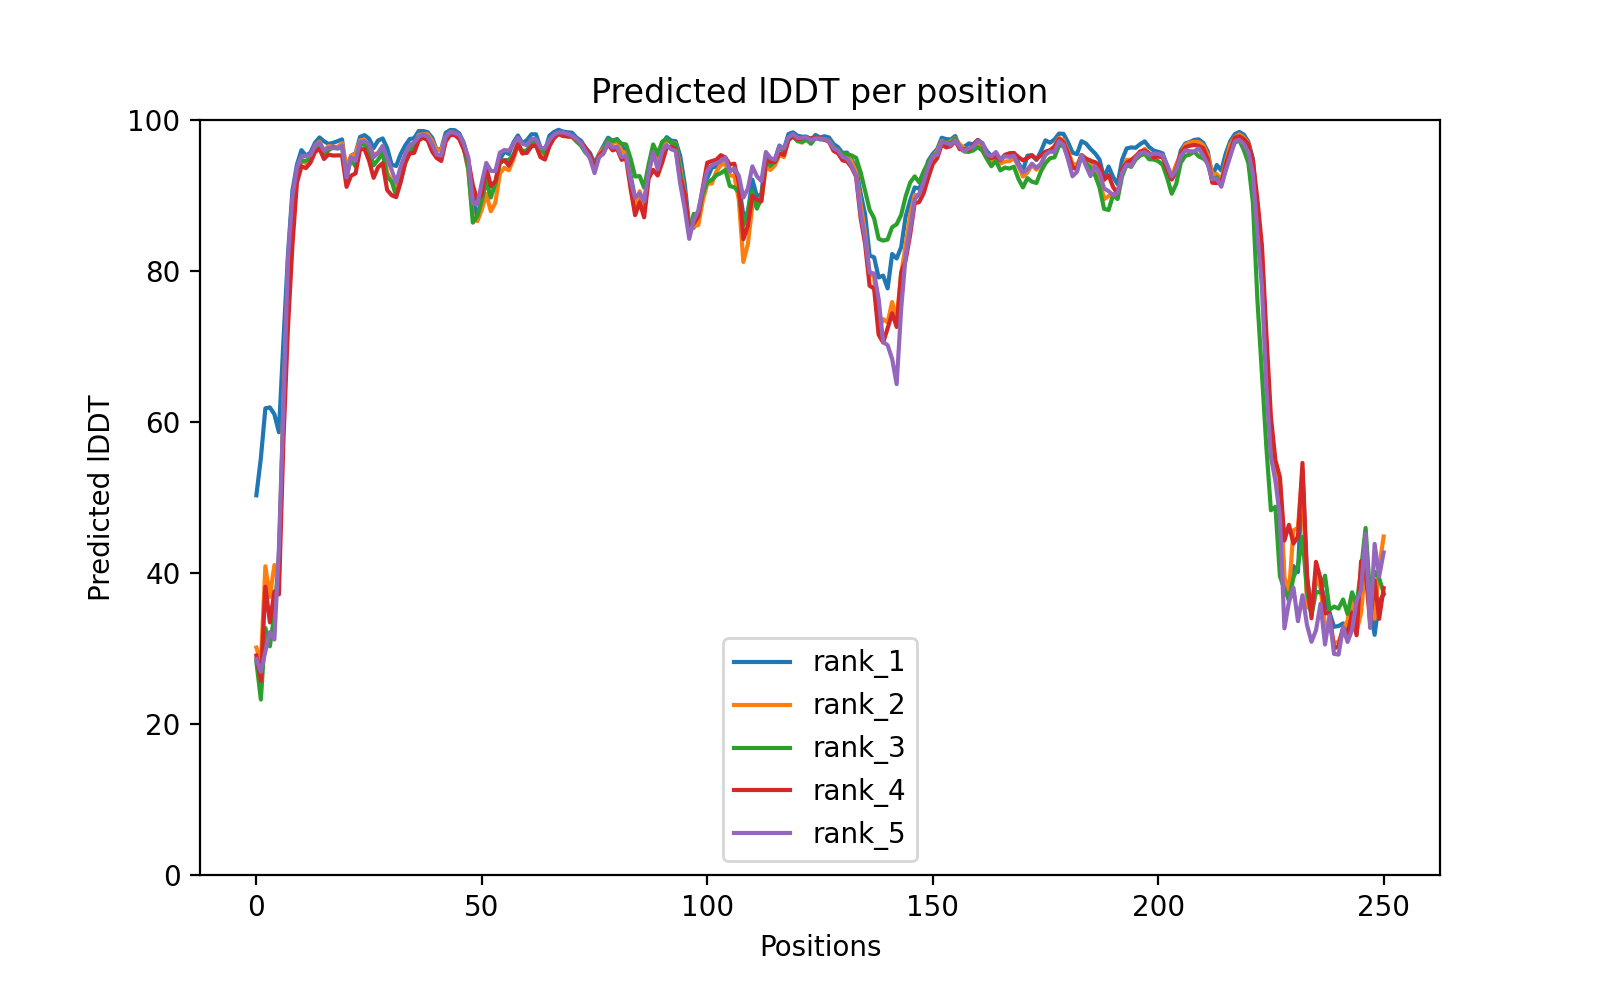 Predicted lDDT per position
100
80
60
40
20
0
Predicted lDDT
rank_1
rank_2
rank_3
rank_4
rank_5
0 50 100 150 200 250
Positions